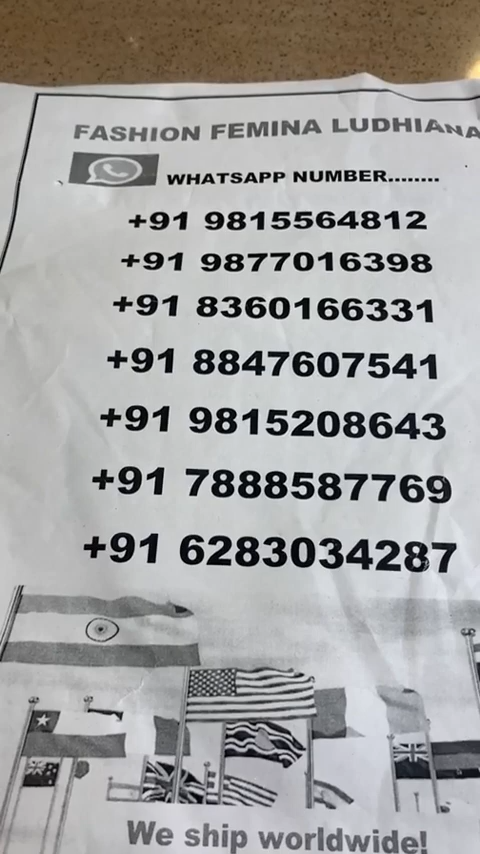 FASHION FEMINA LUDHIANA
WHATSAPP NUMBER........
+91 9815564812
+91 9877016398
+91 8360166331
+91 8847607541
+91 9815208643
+91 7888587769
+91 6283034287
We ship worldwide!